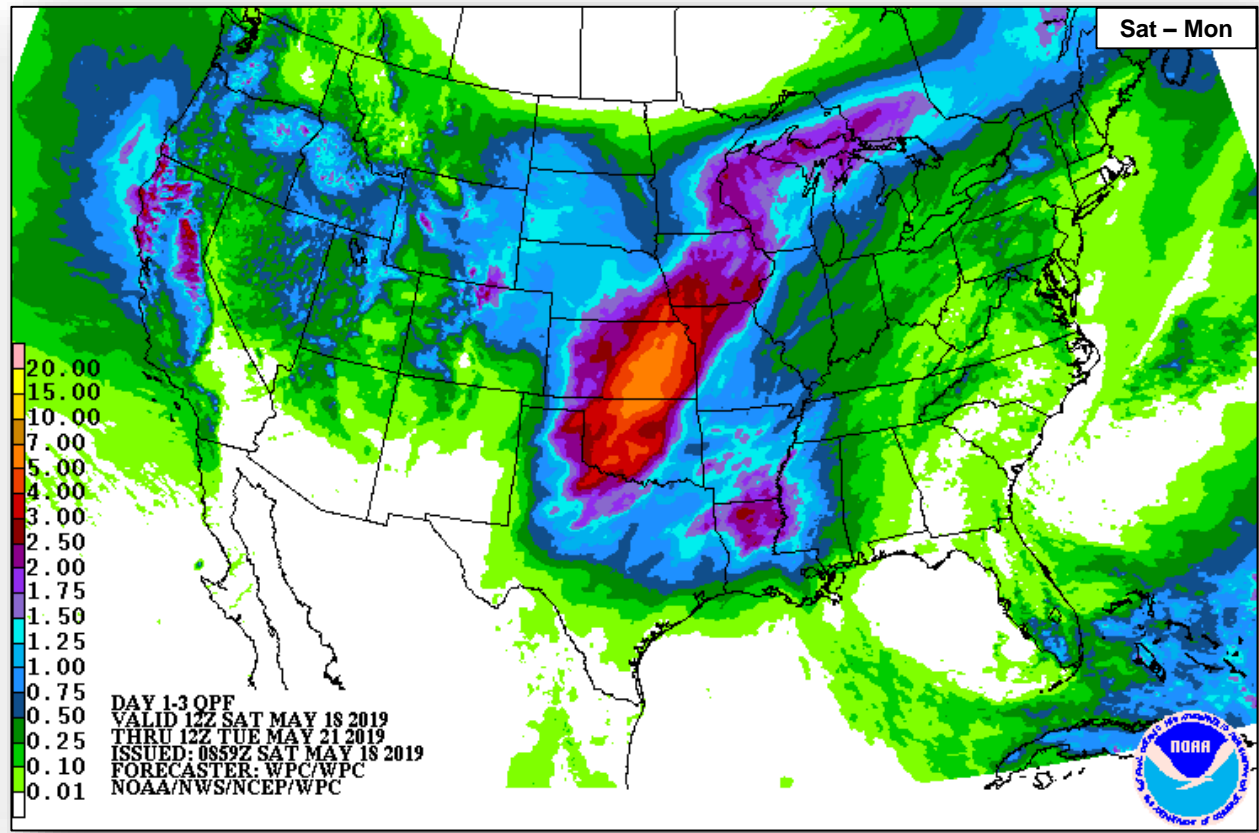 Sat – Mon
20.00
15.00
10.00
7.00
5.00
4.00
3.00
2.50
2.00
1.75
1.50
1.25
1.00
0.75
0.50
0.25
0.10
0.01
DAY 1-3 QPF
VALID 12Z SAT MAY 18 2019
THRU 12Z TUE MAY 21 2019
ISSUED: 0859Z SAT MAY 18 2019
FORECASTER: WPC/WPC
NOAA/NWS/NCEP/WPC
NOAA